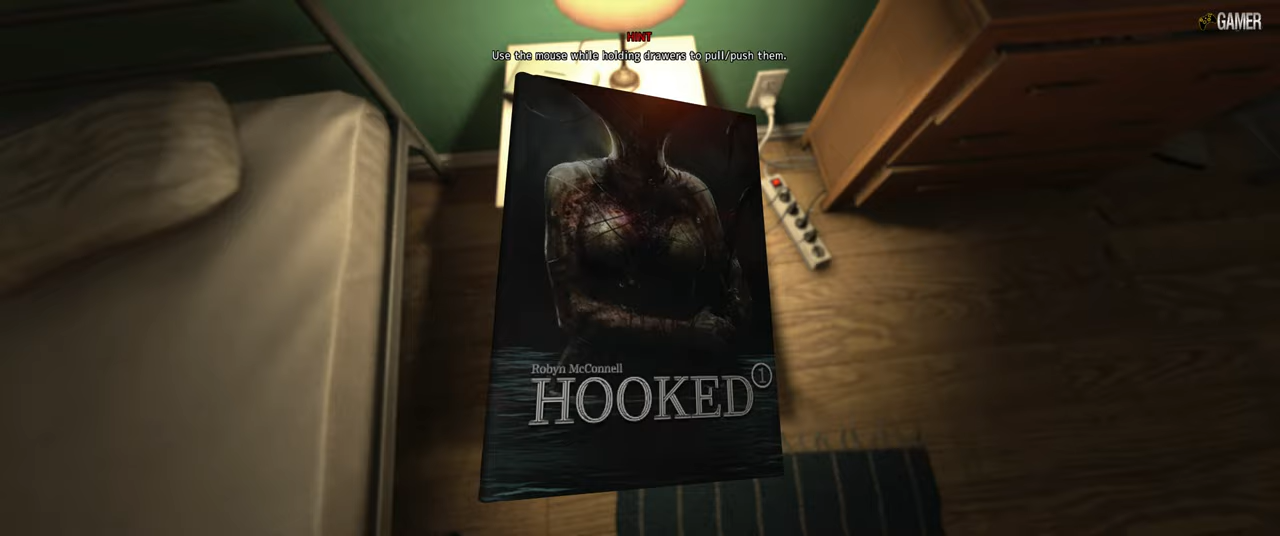 GAMER
HINT
Use the mouse while holding drawers to pull/push them.
Robyn McConnell
HOOKED 1